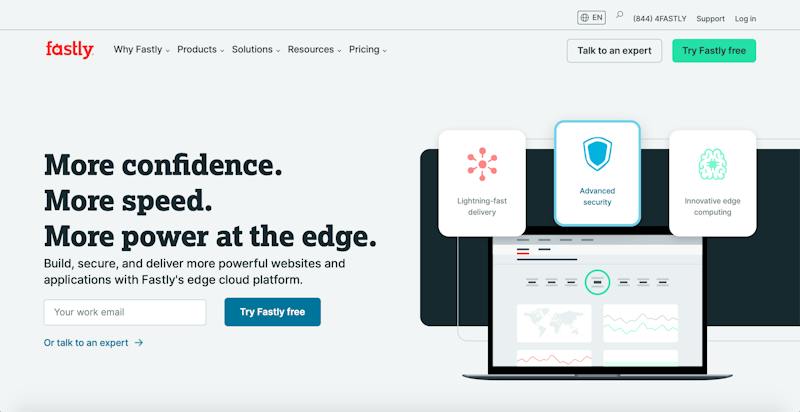 EN
(844) 4FASTLY
Support
Log in
fastly
Why Fastly
Products
Solutions
Resources
Pricing
Talk to an expert
Try Fastly free
More confidence.
More speed.
More power at the edge.
Build, secure, and deliver more powerful websites and
applications with Fastly's edge cloud platform.
Your work email
Try Fastly free
Or talk to an expert
Lightning-fast
delivery
Advanced
security
Innovative edge
computing